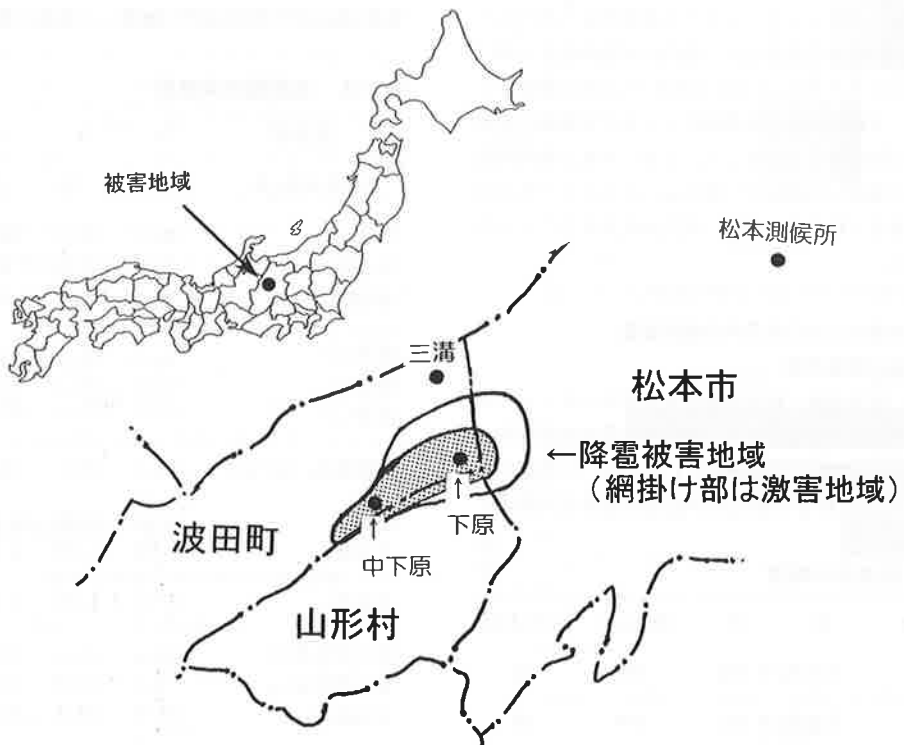 被害地域
松本測候所
三溝
松本市
←降雹被害地域
（網掛け部は激害地域）
下原
波田町
中下原
山形村